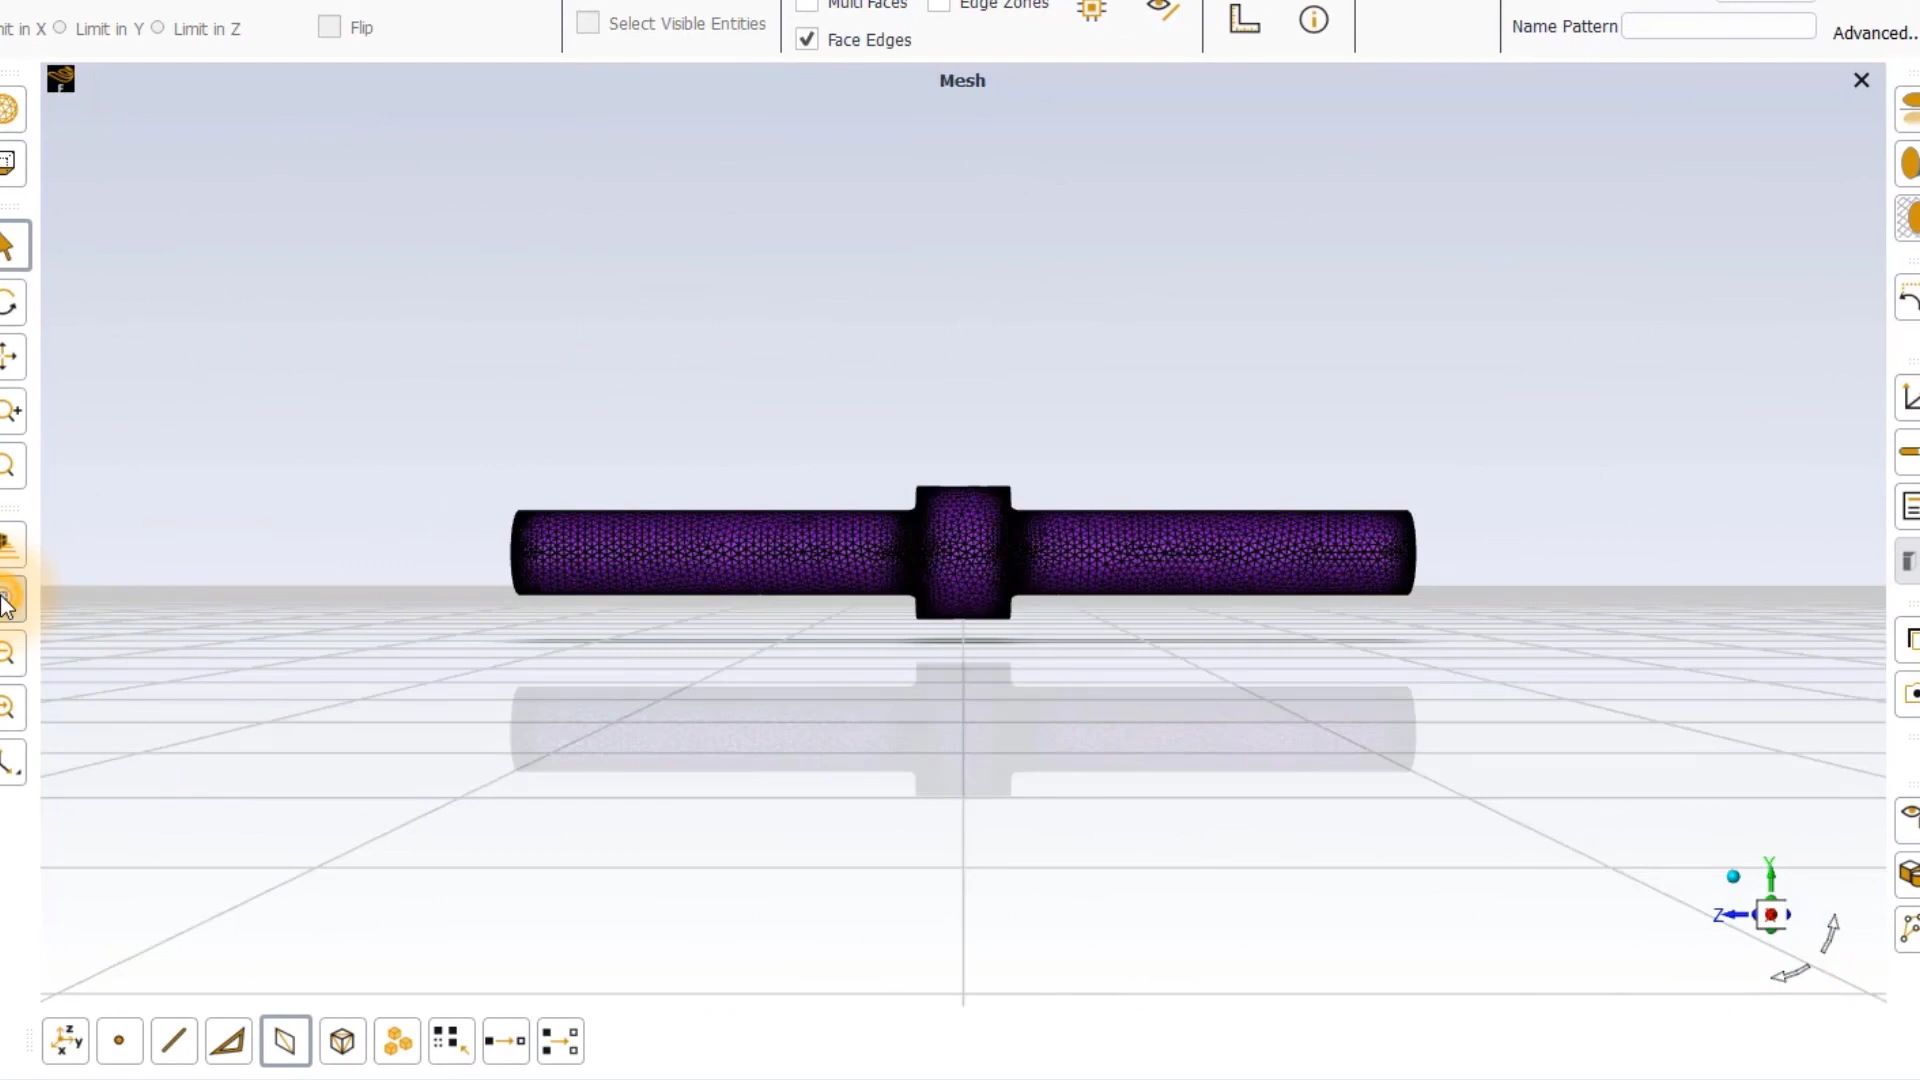 it in X Limit in Y Limit in Z
Flip
Select Visible Entities
Multi Faces
Edge Zones
Face Edges
Name Pattern
Advanced..
F
Mesh
Y
Z
z
x y